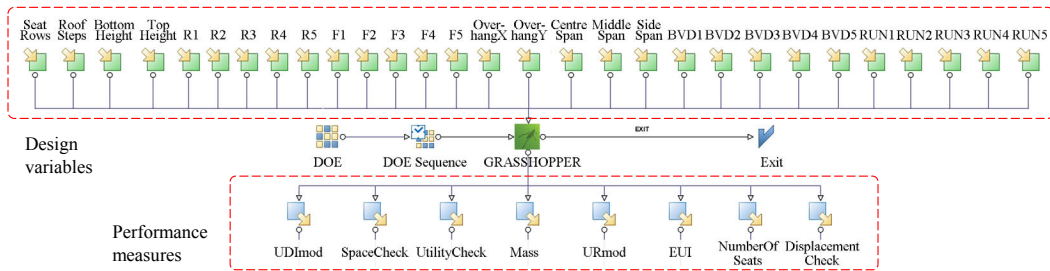 Seat Rows
Roof Steps
Bottom Height
Top Height
R1
R2
R3
R4
R5
F1
F2
F3
F4
F5
Over-hangX
Over-hangY
Centre Span
Middle Span
Side Span
BVD1
BVD2
BVD3
BVD4
BVD5
RUN1
RUN2
RUN3
RUN4
RUN5
Design
variables
DOE
DOE Sequence
GRASSHOPPER
EXIT
Exit
Performance
measures
UDImod
SpaceCheck
UtilityCheck
Mass
URmod
EUI
NumberOf
Seats
Displacement
Check